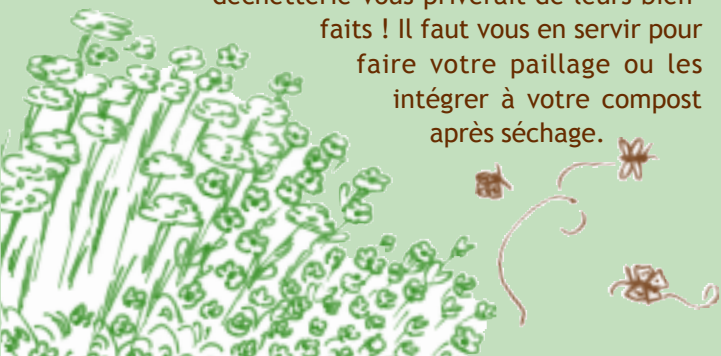 déchetterie vous priverait de leurs bien-
faits ! Il faut vous en servir pour
faire votre paillage ou les
intégrer à votre compost
après séchage.